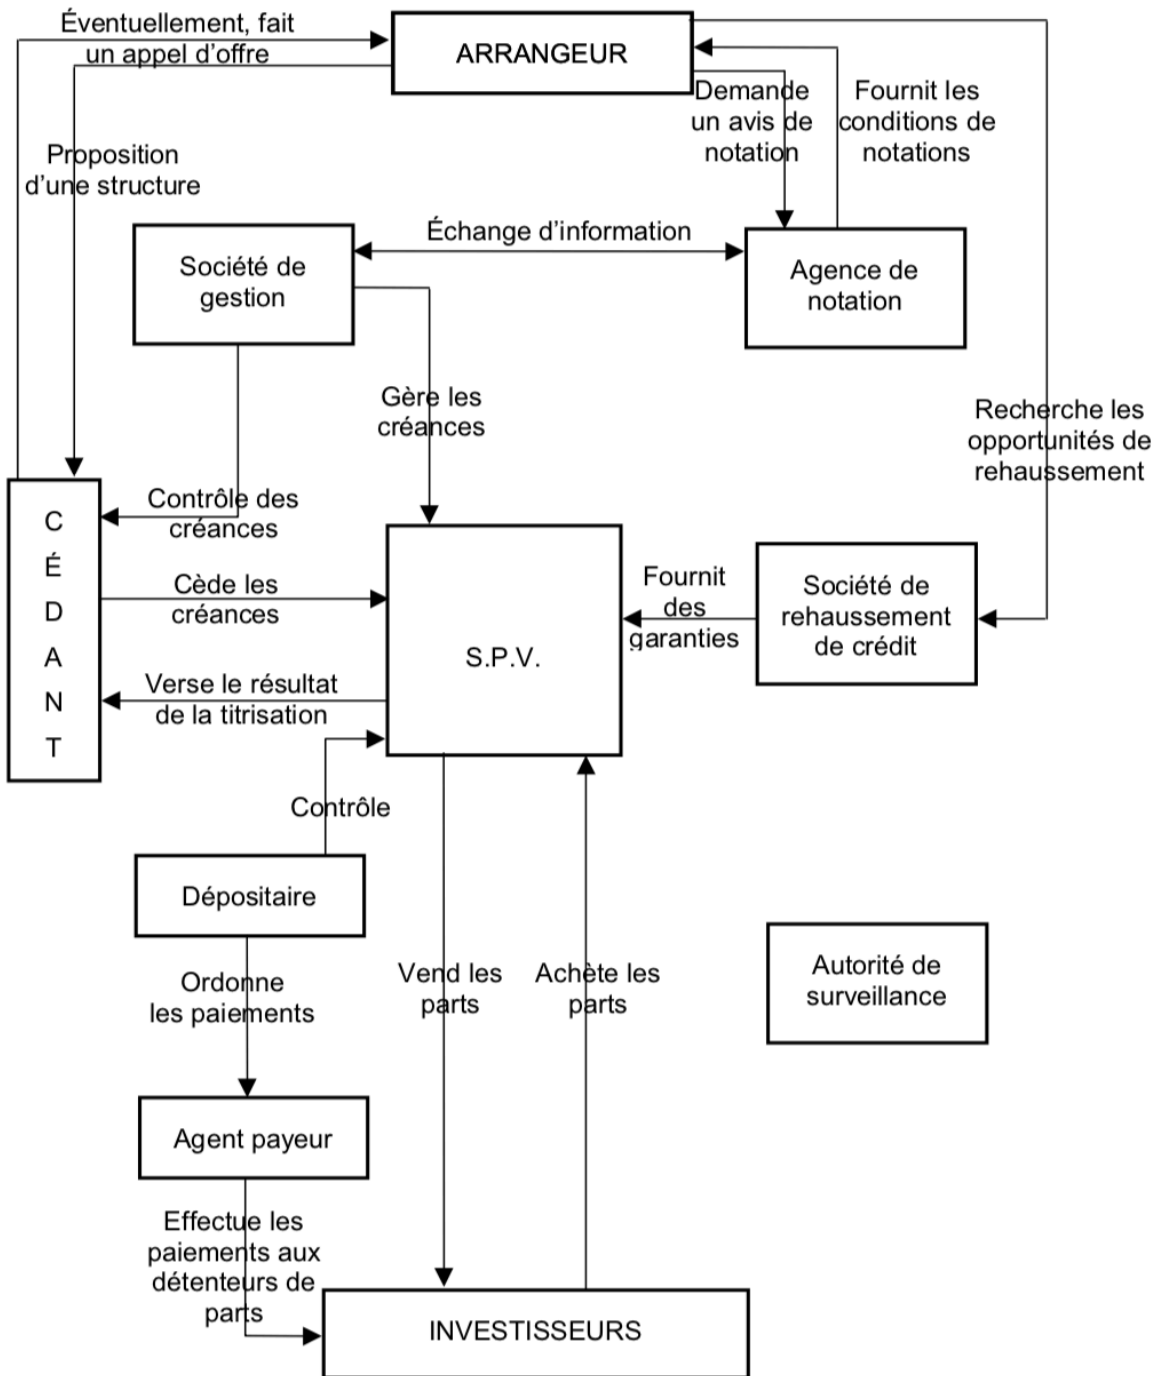 Éventuellement, fait
un appel d’offre
ARRANGEUR
Demande
un avis de
notation
Fournit les
conditions de
notations
Proposition
d’une structure
Société de
gestion
Échange d’information
Agence de
notation
Gère les
créances
Recherche les
opportunités de
rehaussement
C
É
D
A
N
T
Contrôle des
créances
Cède les
créances
Verse le résultat
de la titrisation
S.P.V.
Fournit
des
garanties
Société de
rehaussement
de crédit
Contrôle
Dépositaire
Ordonne
les paiements
Vend les
parts
Achète les
parts
Autorité de
surveillance
Agent payeur
Effectue les
paiements aux
détenteurs de
parts
INVESTISSEURS